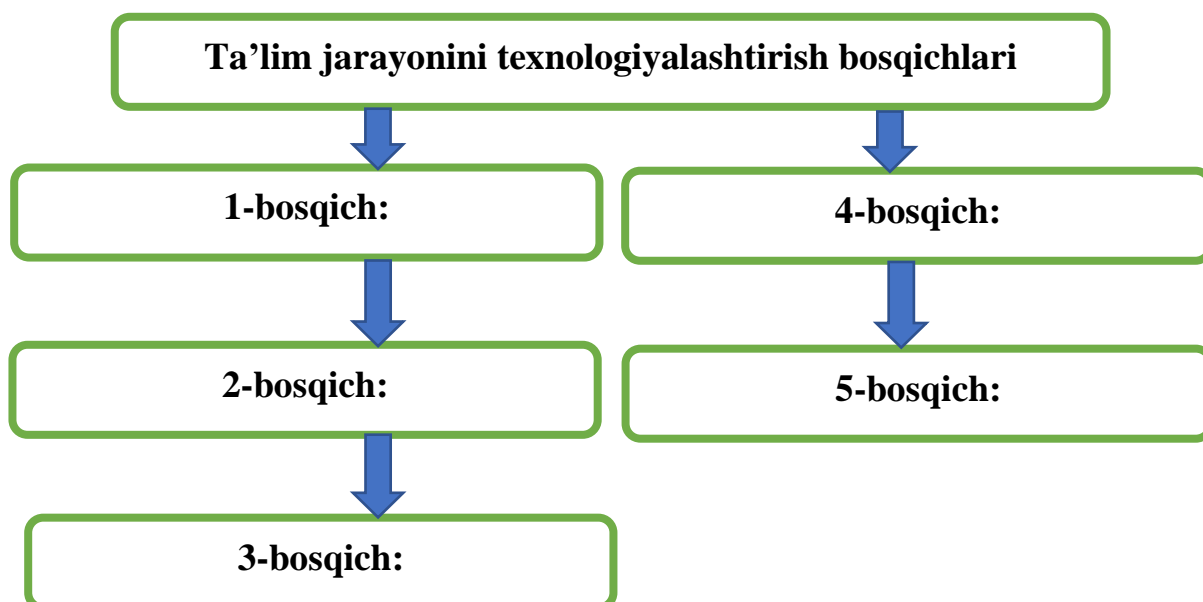 Ta’lim jarayonini texnologiyalashtirish bosqichlari
1-bosqich:
2-bosqich:
3-bosqich:
4-bosqich:
5-bosqich: